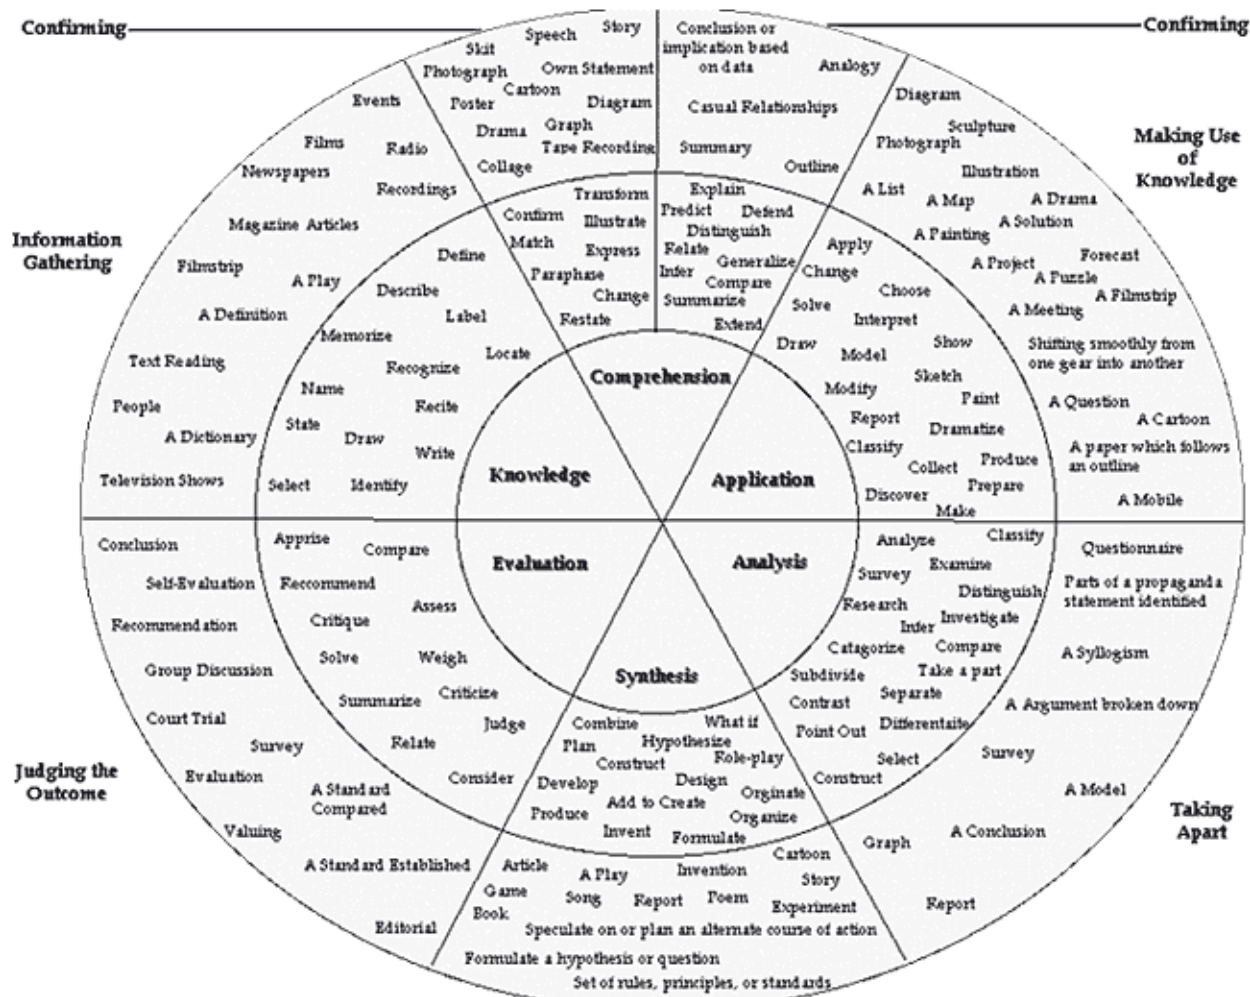 Confirming
Confirming
Information
Gathering
Making Use
of
Knowledge
Judging the
Outcome
Taking
Apart
Knowledge
Comprehension
Application
Evaluation
Analysis
Synthesis
Story
Speech
Skit
Photograph
Own Statement
Cartoon
Poster
Diagram
Graph
Drama
Tape Recording
Collage
Conclusion or
implication based
on data
Analogy
Casual Relationships
Summary
Outline
Transform
Confirm
Illustrate
Match
Express
Paraphase
Change
Restate
Explain
Predict
Defend
Distinguish
Relate
Generalize
Infer
Compare
Summarize
Extend
Events
Films
Radio
Newspapers
Recordings
Magazine Articles
Filmstrip
A Play
A Definition
Text Reading
People
A Dictionary
Television Shows
Define
Describe
Label
Memorize
Locate
Recognize
Name
Recite
State
Draw
Write
Select
Identify
Diagram
Sculpture
Photograph
Illustration
A List
A Map
A Drama
A Solution
A Painting
Forecast
A Project
A Puzzle
A Filmstrip
A Meeting
Shifting smoothly from
one gear into another
A Question
A Cartoon
A paper which follows
an outline
A Mobile
Apply
Change
Choose
Solve
Interpret
Draw
Show
Model
Sketch
Modify
Paint
Report
Dramatize
Classify
Collect
Produce
Discover
Prepare
Make
Conclusion
Self-Evaluation
Recommendation
Group Discussion
Court Trial
Survey
Evaluation
A Standard
Compared
Valuing
A Standard Established
Editorial
Apprise
Compare
Reccommend
Assess
Critique
Solve
Weigh
Criticize
Summarize
Judge
Relate
Consider
Analyze
Classify
Examine
Survey
Distinguish
Research
Investigate
Infer
Catagorize
Compare
Subdivide
Take a part
Separate
Contrast
Point Out
Differentaite
Select
Construct
Questionnaire
Parts of a propaganda
statement identified
A Syllogism
A Argument broken down
Survey
A Model
A Conclusion
Graph
Report
Combine
What if
Plan
Hypothesize
Role-play
Construct
Develop
Design
Orginate
Add to Create
Produce
Organize
Invent
Formulate
Article
A Play
Invention
Cartoon
Story
Game
Song
Report
Poem
Experiment
Book
Speculate on or plan an alternate course of action
Formulate a hypothesis or question
Set of rules, principles, or standards